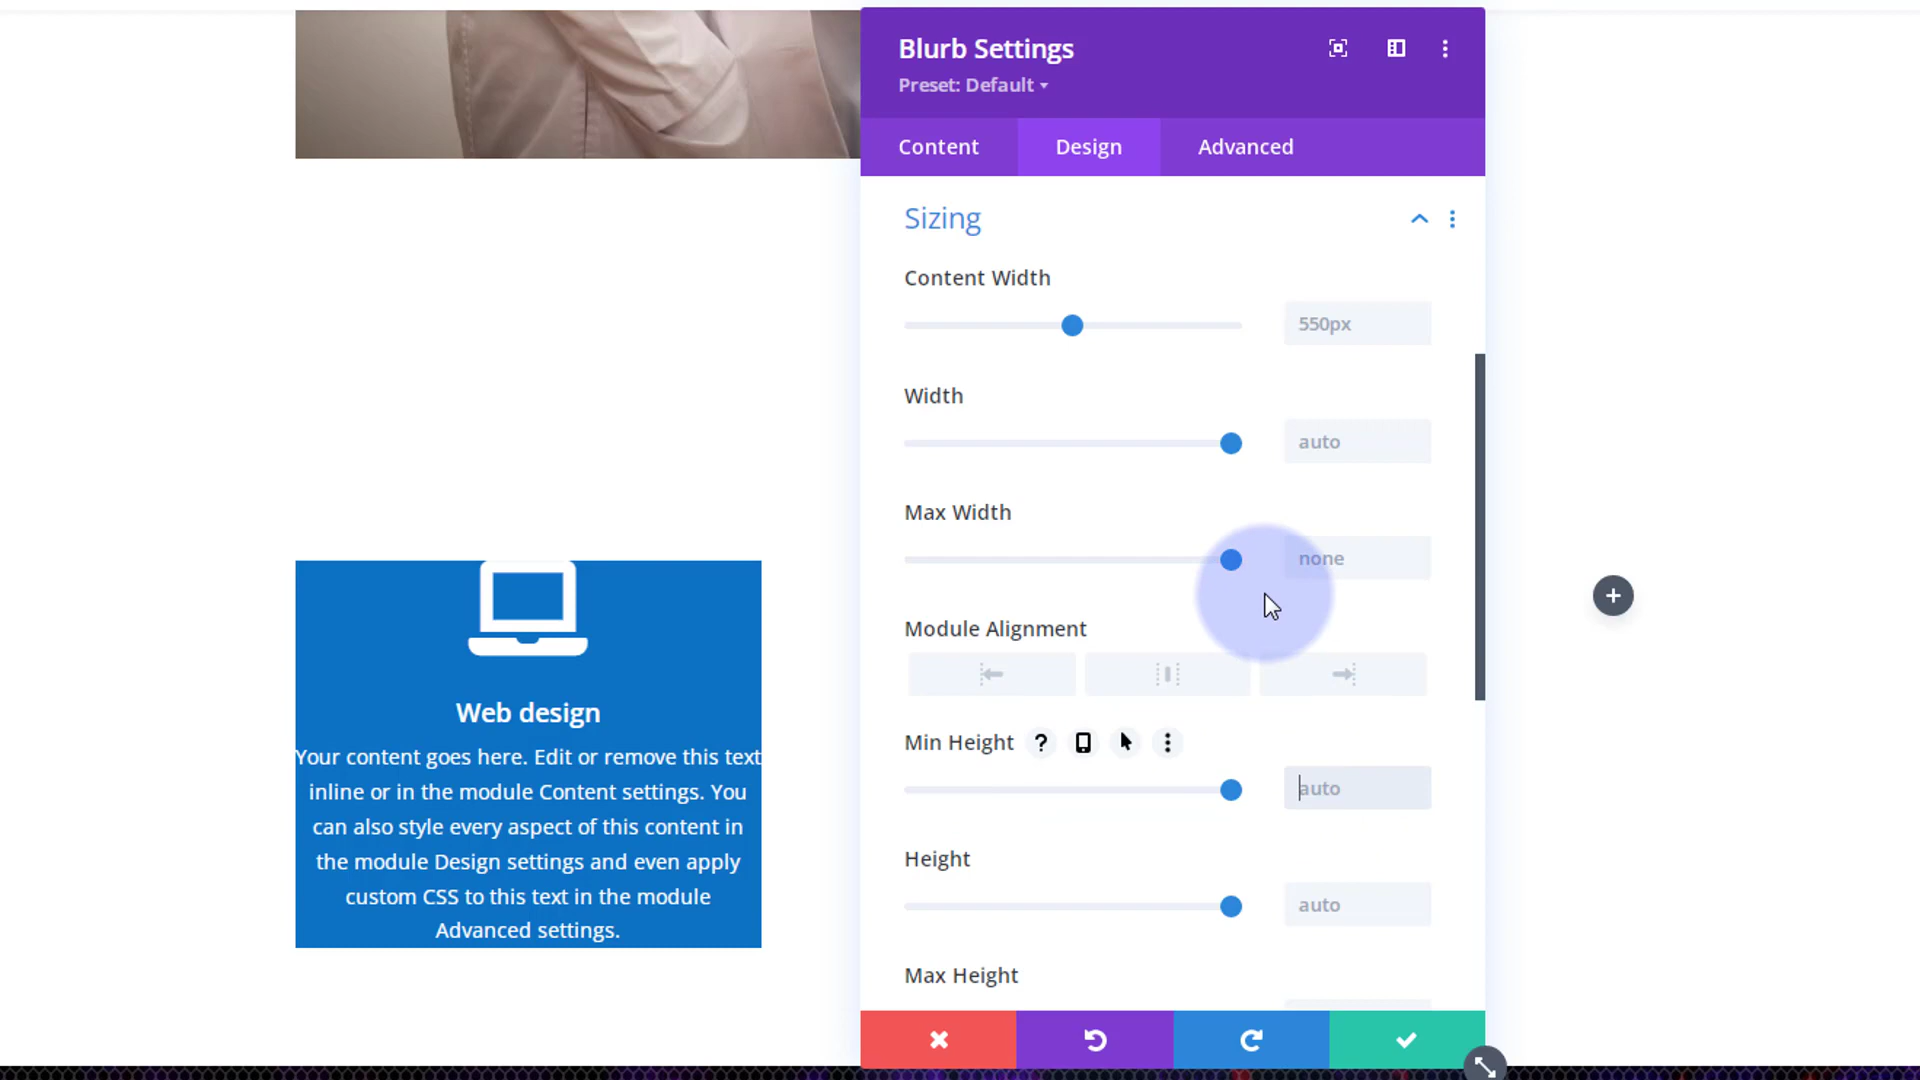 Blurb Settings
Preset: Default
Content
Design
Advanced
Sizing
Content Width
550px
Width
auto
Max Width
none
Module Alignment
Min Height
?
auto
Height
auto
Max Height
Web design
Your content goes here. Edit or remove this text
inline or in the module Content settings. You
can also style every aspect of this content in
the module Design settings and even apply
custom CSS to this text in the module
Advanced settings.